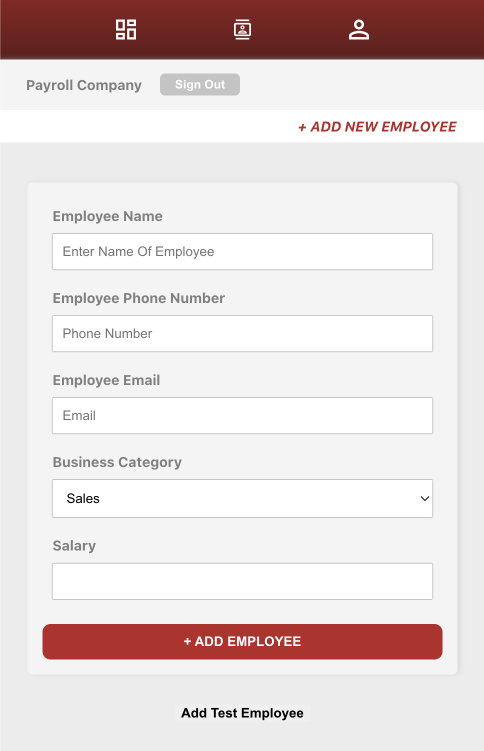 Payroll Company
Sign Out
+ ADD NEW EMPLOYEE
Employee Name
Enter Name Of Employee
Employee Phone Number
Phone Number
Employee Email
Email
Business Category
Sales
Salary
+ ADD EMPLOYEE
Add Test Employee